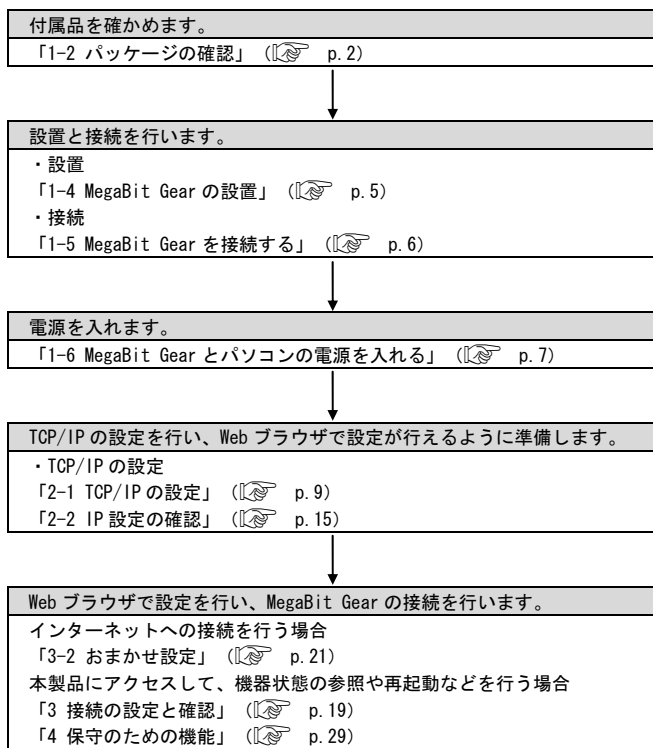 付属品を確かめます。
「1-2 パッケージの確認」（ p.2）
設置と接続を行います。
・設置
「1-4 MegaBit Gear の設置」（ p.5）
・接続
「1-5 MegaBit Gear を接続する」（ p.6）
電源を入れます。
「1-6 MegaBit Gear とパソコンの電源を入れる」（ p.7）
TCP/IP の設定を行い、Web ブラウザで設定が行えるように準備します。
・TCP/IP の設定
「2-1 TCP/IP の設定」（ p.9）
「2-2 IP 設定の確認」（ p.15）
Web ブラウザで設定を行い、MegaBit Gear の接続を行います。
インターネットへの接続を行う場合
「3-2 おまかせ設定」（ p.21）
本製品にアクセスして、機器状態の参照や再起動などを行う場合
「3 接続の設定と確認」（ p.19）
「4 保守のための機能」（ p.29）